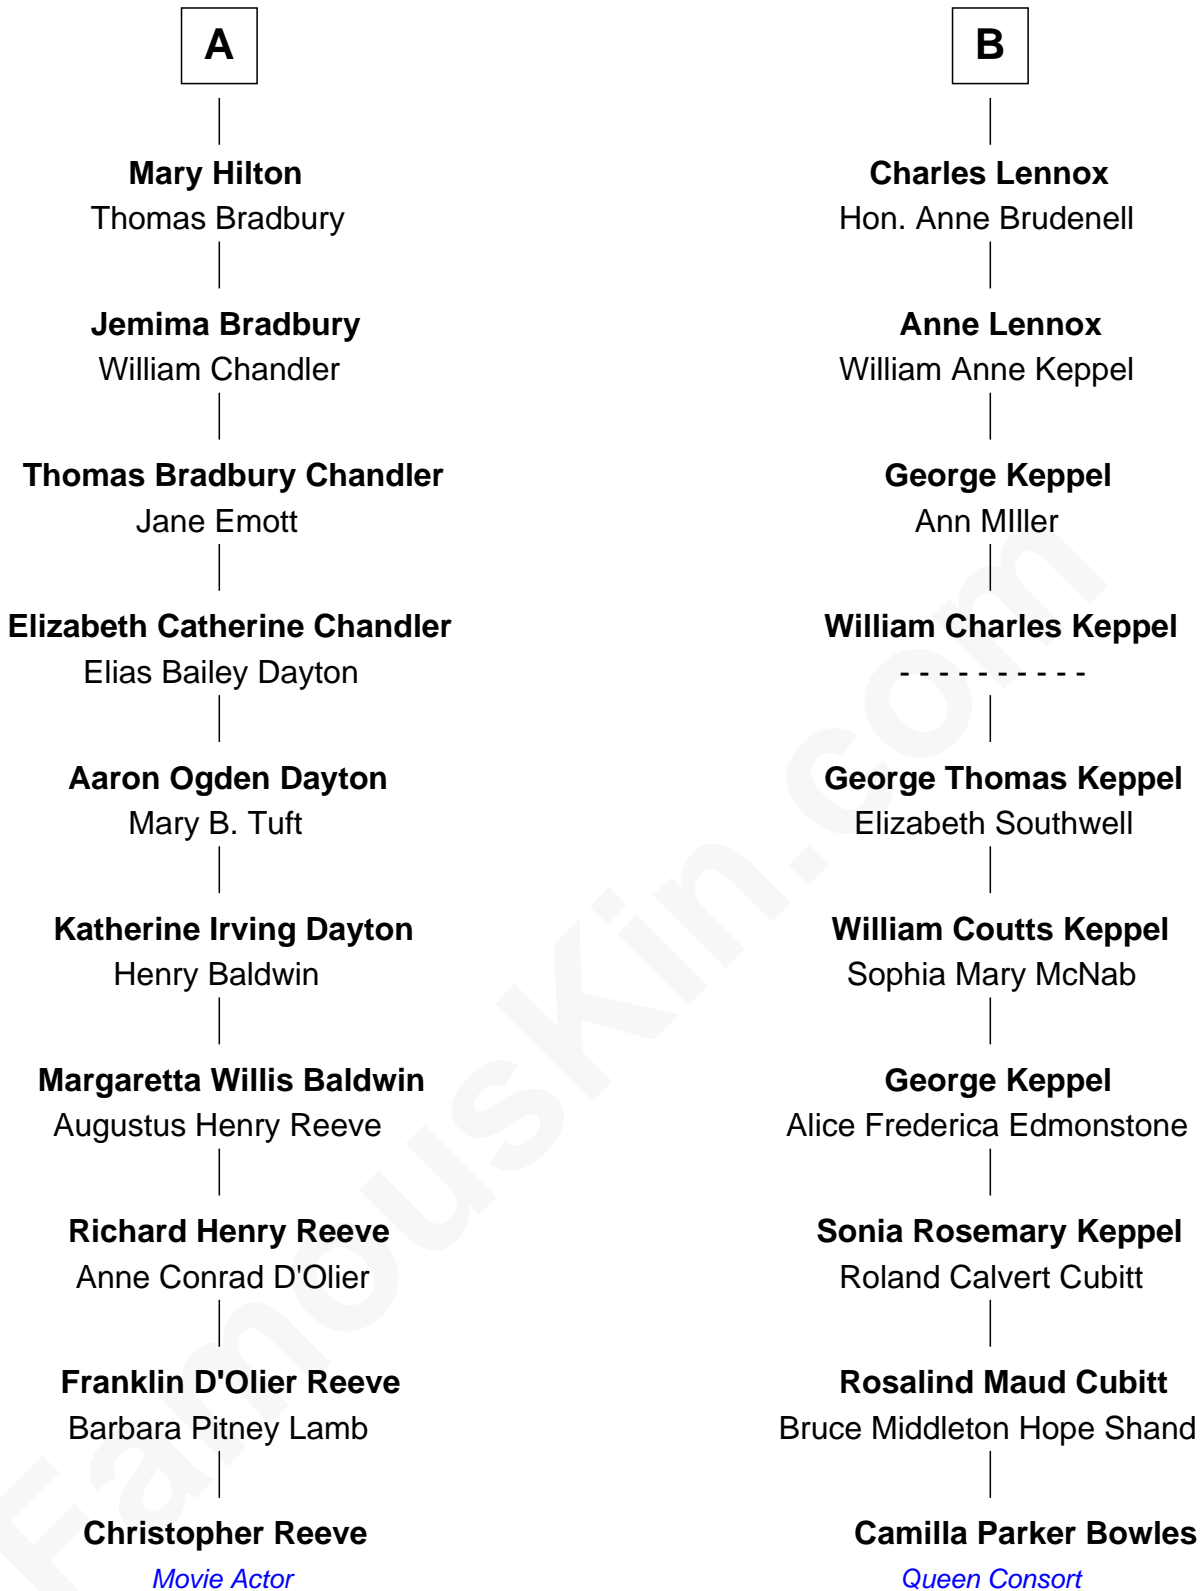 A
Mary Hilton
Thomas Bradbury
Jemima Bradbury
William Chandler
Thomas Bradbury Chandler
Jane Emott
Elizabeth Catherine Chandler
Elias Bailey Dayton
Aaron Ogden Dayton
Mary B. Tuft
Katherine Irving Dayton
Henry Baldwin
Margaretta Willis Baldwin
Augustus Henry Reeve
Richard Henry Reeve
Anne Conrad D'Olier
Franklin D'Olier Reeve
Barbara Pitney Lamb
Christopher Reeve
Movie Actor
B
Charles Lennox
Hon. Anne Brudenell
Anne Lennox
William Anne Keppel
George Keppel
Ann MIller
William Charles Keppel
- - - - - - - - - -
George Thomas Keppel
Elizabeth Southwell
William Coutts Keppel
Sophia Mary McNab
George Keppel
Alice Frederica Edmonstone
Sonia Rosemary Keppel
Roland Calvert Cubitt
Rosalind Maud Cubitt
Bruce Middleton Hope Shand
Camilla Parker Bowles
Queen Consort
FamousKin.com